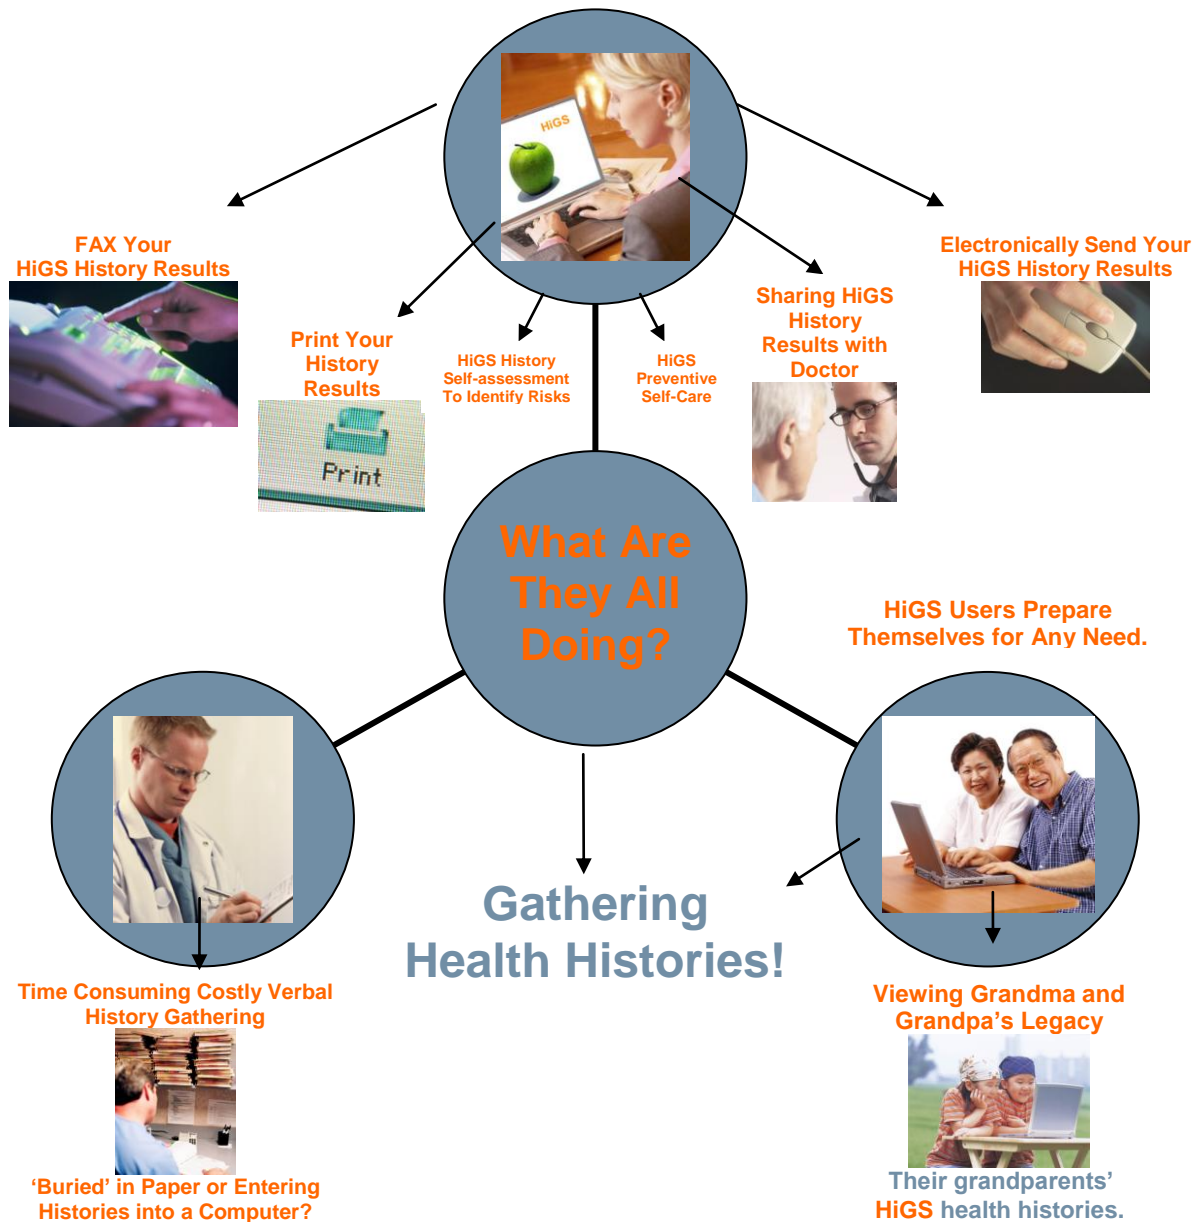 HiGS
FAX Your
HiGS History Results
Electronically Send Your
HiGS History Results
Print Your
History
Results
Print
HiGS History
Self-assessment
To Identify Risks
HiGS
Preventive
Self-Care
Sharing HiGS
History
Results with
Doctor
What Are
They All
Doing?
HiGS Users Prepare
Themselves for Any Need.
Gathering
Health Histories!
Time Consuming Costly Verbal
History Gathering
‘Buried’ in Paper or Entering
Histories into a Computer?
Viewing Grandma and
Grandpa’s Legacy
Their grandparents’
HiGS health histories.